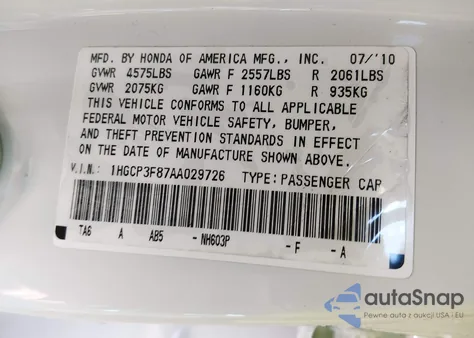 MFD. BY HONDA OF AMERICA MFG., INC. 07/'10
GVWR 4575LBS GAWR F 2557LBS R 2061LBS
GVWR 2075KG GAWR F 1160KG R 935KG
THIS VEHICLE CONFORMS TO ALL APPLICABLE
FEDERAL MOTOR VEHICLE SAFETY, BUMPER,
AND THEFT PREVENTION STANDARDS IN EFFECT
ON THE DATE OF MANUFACTURE SHOWN ABOVE.
V.I.N.: 1HGCP3F87AA029726 TYPE: PASSENGER CAR
TA6 A AB5 -NH603P -F -A
autoSnap
Pewne auta z aukcji USA i EU